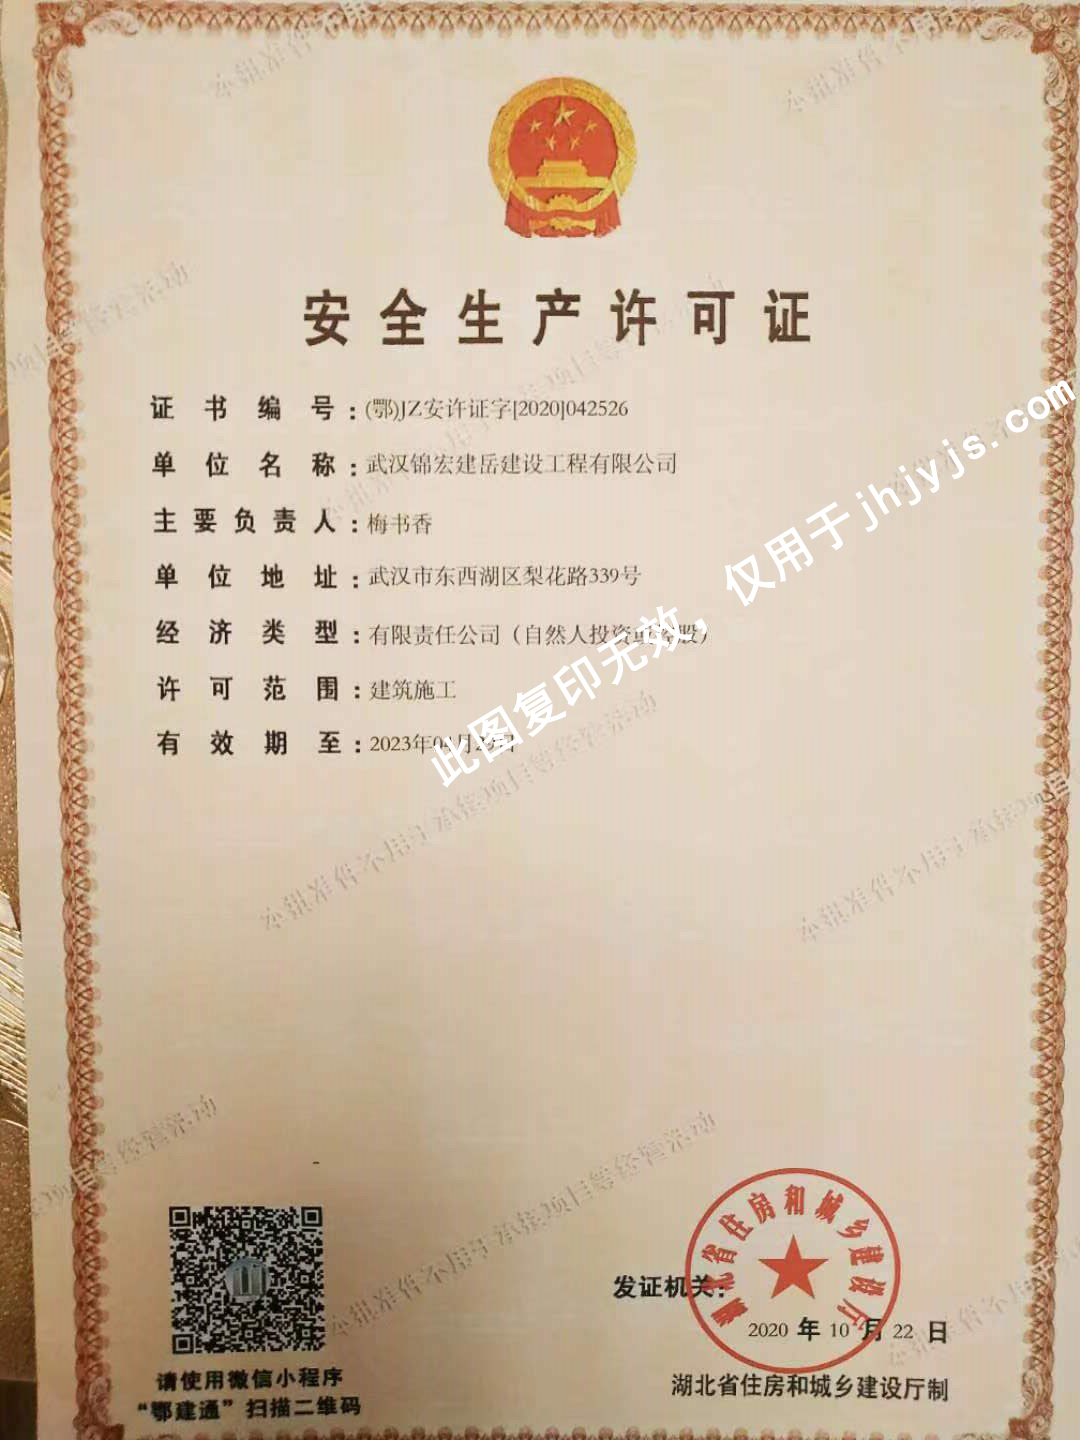 安全生产许可证
证书编号：(鄂)JZ安许证字[2020]042526
单位名称：武汉锦宏建岳建设工程有限公司
主要负责人：梅书香
单位地址：武汉市东西湖区梨花路339号
经济类型：有限责任公司（自然人投资或控股）
许可范围：建筑施工
有效期至：2023年
此图复印无效，仅用于jhjyjs.com
发证机关：
湖北省住房和城乡建设厅
2020 年 10 月 22 日
请使用微信小程序
“鄂建通”扫描二维码
湖北省住房和城乡建设厅制